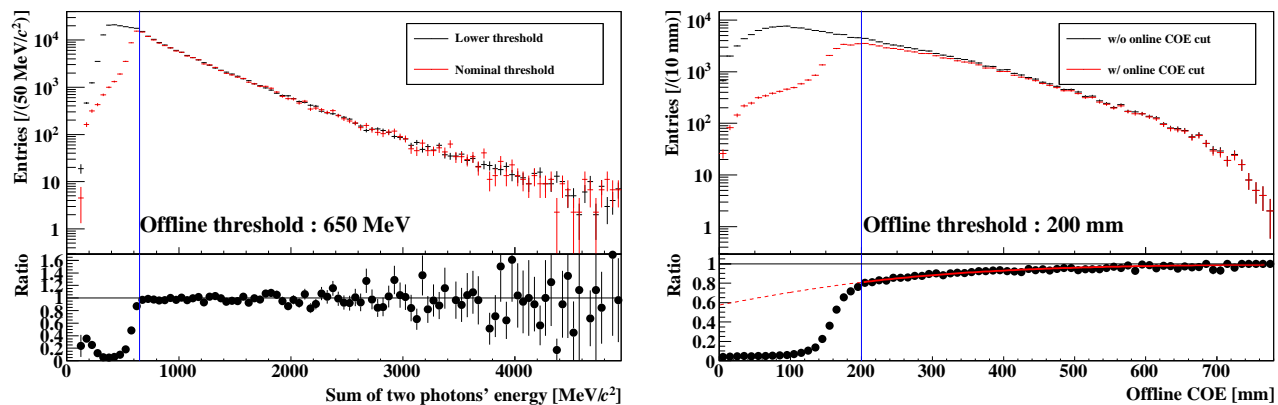 Entries [/(50 MeV/c²)]
10⁴
10³
10²
10
1
Lower threshold
Nominal threshold
Offline threshold : 650 MeV
Ratio
1.6
1.4
1.2
1
0.8
0.6
0.4
0.2
0
0 1000 2000 3000 4000
Sum of two photons' energy [MeV/c²]
Entries [/(10 mm)]
10⁴
10³
10²
10
1
w/o online COE cut
w/ online COE cut
Offline threshold : 200 mm
Ratio
1
0.8
0.6
0.4
0.2
0
0 100 200 300 400 500 600 700
Offline COE [mm]